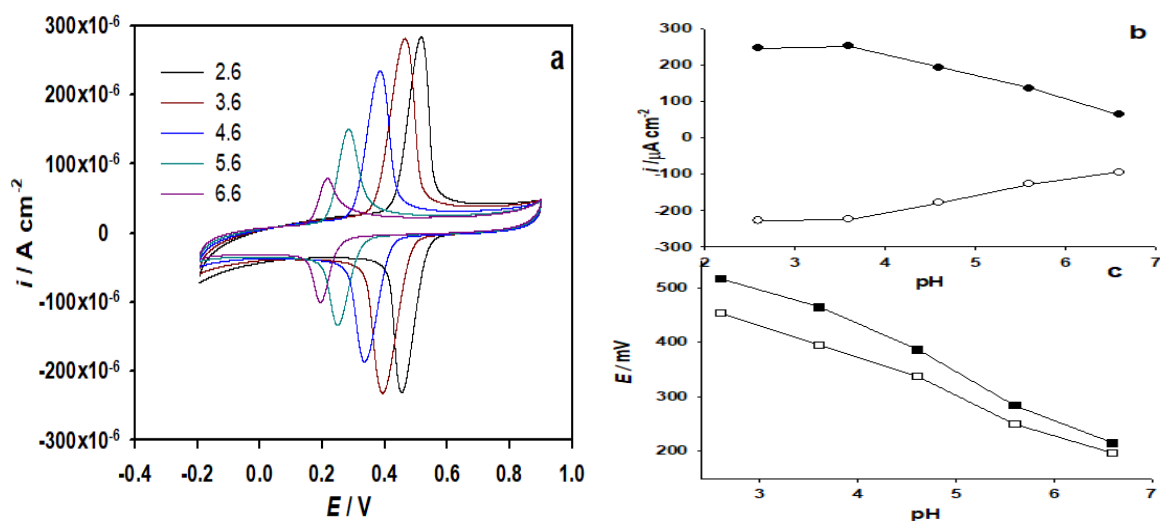 a
300x10-6
200x10-6
100x10-6
0
-100x10-6
-200x10-6
-300x10-6
i / A cm-2
2.6
3.6
4.6
5.6
6.6
-0.4 -0.2 0.0 0.2 0.4 0.6 0.8 1.0
E / V
b
300
200
100
0
-100
-200
-300
i /µA cm-2
2 3 4 5 6 7
pH
c
500
400
300
200
E / mV
3 4 5 6 7
pH